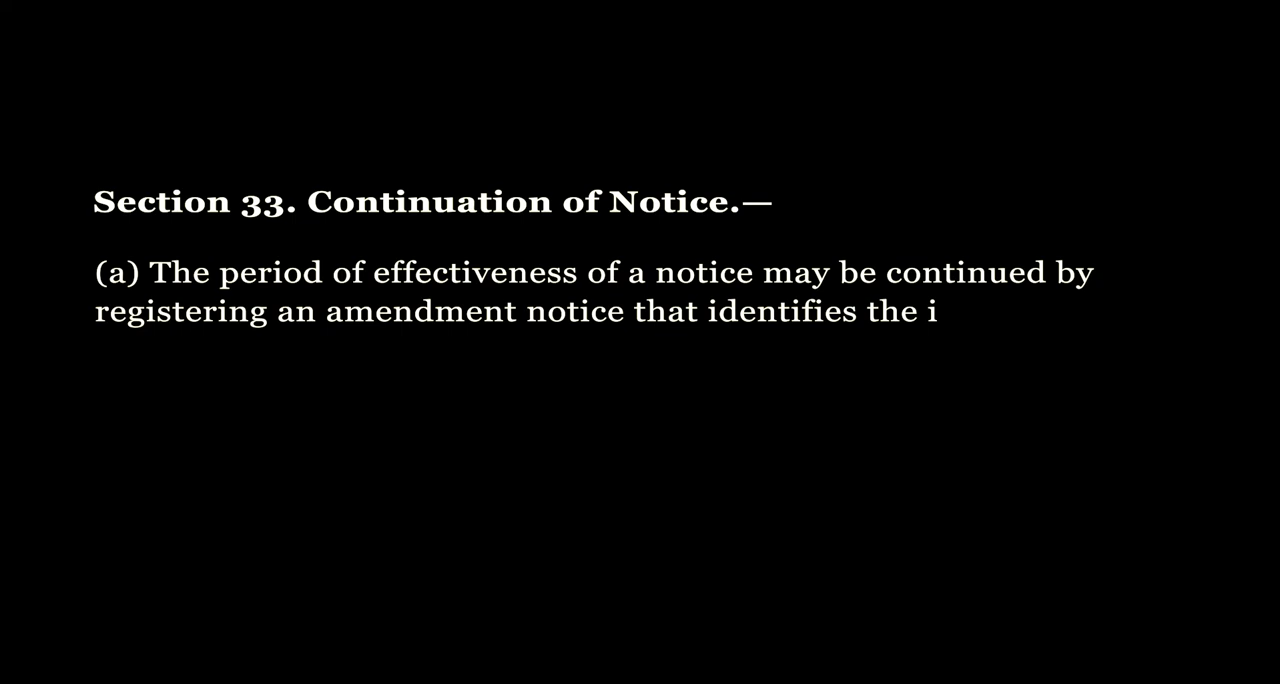 Section 33. Continuation of Notice.—
(a) The period of effectiveness of a notice may be continued by
registering an amendment notice that identifies the i